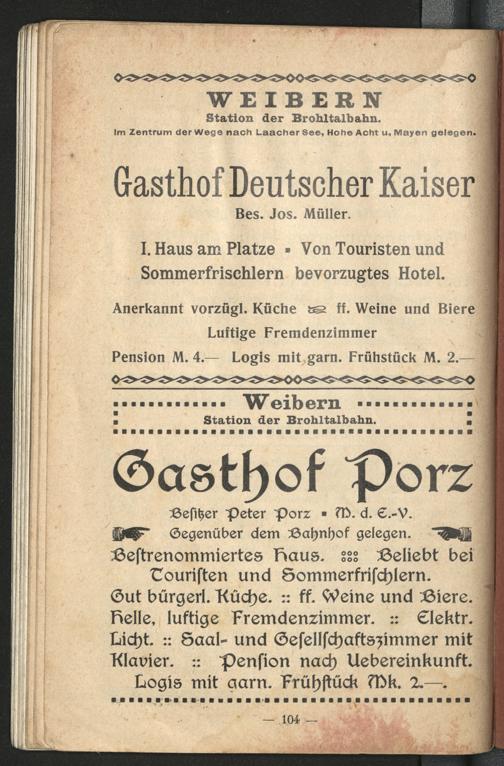 WEIBERN
Station der Brohltalbahn.
Im Zentrum der Wege nach Laacher See, Hohe Acht u. Mayen gelegen.
Gasthof Deutscher Kaiser
Bes. Jos. Müller.
I. Haus am Platze ▪ Von Touristen und
Sommerfrischlern bevorzugtes Hotel.
Anerkannt vorzügl. Küche ff. Weine und Biere
Luftige Fremdenzimmer
Pension M. 4.— Logis mit garn. Frühstück M. 2.—
Weibern
Station der Brohltalbahn.
Gasthof Porz
Beſitzer Peter Porz ▪ M. d. E.-V.
Gegenüber dem Bahnhof gelegen.
Beſtrenommiertes Haus. Beliebt bei
Touriſten und Sommerfriſchlern.
Gut bürgerl. Küche. :: ff. Weine und Biere.
Helle, luftige Fremdenzimmer. :: Elektr.
Licht. :: Saal- und Geſellſchaftszimmer mit
Klavier. :: Penſion nach Uebereinkunft.
Logis mit garn. Frühſtück Mk. 2.—.
— 104 —